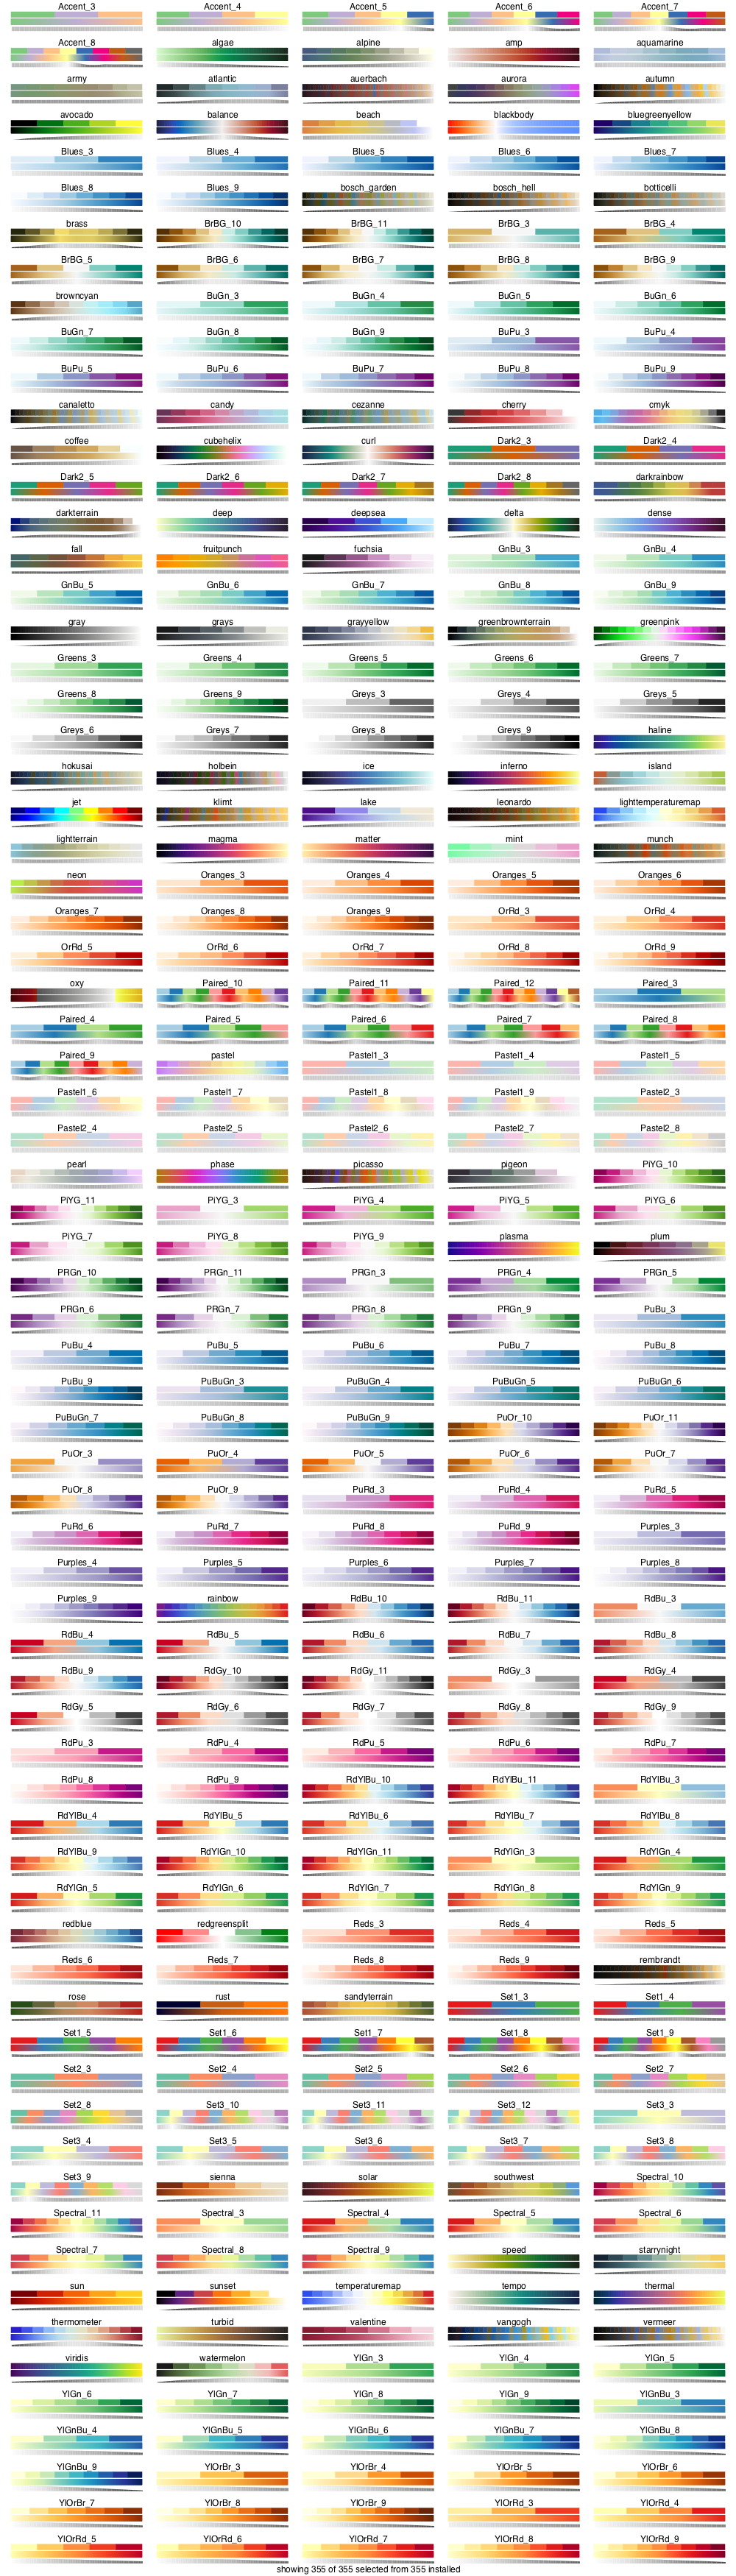 Accent_3 Accent_4 Accent_5 Accent_6 Accent_7
Accent_8 algae alpine amp aquamarine
army atlantic auerbach aurora autumn
avocado balance beach blackbody bluegreenyellow
Blues_3 Blues_4 Blues_5 Blues_6 Blues_7
Blues_8 Blues_9 bosch_garden bosch_hell botticelli
brass BrBG_10 BrBG_11 BrBG_3 BrBG_4
BrBG_5 BrBG_6 BrBG_7 BrBG_8 BrBG_9
browncyan BuGn_3 BuGn_4 BuGn_5 BuGn_6
BuGn_7 BuGn_8 BuGn_9 BuPu_3 BuPu_4
BuPu_5 BuPu_6 BuPu_7 BuPu_8 BuPu_9
canaletto candy cezanne cherry cmyk
coffee cubehelix curl Dark2_3 Dark2_4
Dark2_5 Dark2_6 Dark2_7 Dark2_8 darkrainbow
darkterrain deep deepsea delta dense
fall fruitpunch fuchsia GnBu_3 GnBu_4
GnBu_5 GnBu_6 GnBu_7 GnBu_8 GnBu_9
gray grays grayyellow greenbrownterrain greenpink
Greens_3 Greens_4 Greens_5 Greens_6 Greens_7
Greens_8 Greens_9 Greys_3 Greys_4 Greys_5
Greys_6 Greys_7 Greys_8 Greys_9 haline
hokusai holbein ice inferno island
jet klimt lake leonardo lighttemperaturemap
lightterrain magma matter mint munch
neon Oranges_3 Oranges_4 Oranges_5 Oranges_6
Oranges_7 Oranges_8 Oranges_9 OrRd_3 OrRd_4
OrRd_5 OrRd_6 OrRd_7 OrRd_8 OrRd_9
oxy Paired_10 Paired_11 Paired_12 Paired_3
Paired_4 Paired_5 Paired_6 Paired_7 Paired_8
Paired_9 pastel Pastel1_3 Pastel1_4 Pastel1_5
Pastel1_6 Pastel1_7 Pastel1_8 Pastel1_9 Pastel2_3
Pastel2_4 Pastel2_5 Pastel2_6 Pastel2_7 Pastel2_8
pearl phase picasso pigeon PiYG_10
PiYG_11 PiYG_3 PiYG_4 PiYG_5 PiYG_6
PiYG_7 PiYG_8 PiYG_9 plasma plum
PRGn_10 PRGn_11 PRGn_3 PRGn_4 PRGn_5
PRGn_6 PRGn_7 PRGn_8 PRGn_9 PuBu_3
PuBu_4 PuBu_5 PuBu_6 PuBu_7 PuBu_8
PuBu_9 PuBuGn_3 PuBuGn_4 PuBuGn_5 PuBuGn_6
PuBuGn_7 PuBuGn_8 PuBuGn_9 PuOr_10 PuOr_11
PuOr_3 PuOr_4 PuOr_5 PuOr_6 PuOr_7
PuOr_8 PuOr_9 PuRd_3 PuRd_4 PuRd_5
PuRd_6 PuRd_7 PuRd_8 PuRd_9 Purples_3
Purples_4 Purples_5 Purples_6 Purples_7 Purples_8
Purples_9 rainbow RdBu_10 RdBu_11 RdBu_3
RdBu_4 RdBu_5 RdBu_6 RdBu_7 RdBu_8
RdBu_9 RdGy_10 RdGy_11 RdGy_3 RdGy_4
RdGy_5 RdGy_6 RdGy_7 RdGy_8 RdGy_9
RdPu_3 RdPu_4 RdPu_5 RdPu_6 RdPu_7
RdPu_8 RdPu_9 RdYlBu_10 RdYlBu_11 RdYlBu_3
RdYlBu_4 RdYlBu_5 RdYlBu_6 RdYlBu_7 RdYlBu_8
RdYlBu_9 RdYlGn_10 RdYlGn_11 RdYlGn_3 RdYlGn_4
RdYlGn_5 RdYlGn_6 RdYlGn_7 RdYlGn_8 RdYlGn_9
redblue redgreensplit Reds_3 Reds_4 Reds_5
Reds_6 Reds_7 Reds_8 Reds_9 rembrandt
rose rust sandyterrain Set1_3 Set1_4
Set1_5 Set1_6 Set1_7 Set1_8 Set1_9
Set2_3 Set2_4 Set2_5 Set2_6 Set2_7
Set2_8 Set3_10 Set3_11 Set3_12 Set3_3
Set3_4 Set3_5 Set3_6 Set3_7 Set3_8
Set3_9 sienna solar southwest Spectral_10
Spectral_11 Spectral_3 Spectral_4 Spectral_5 Spectral_6
Spectral_7 Spectral_8 Spectral_9 speed starrynight
sun sunset temperaturemap tempo thermal
thermometer turbid valentine vangogh vermeer
viridis watermelon YlGn_3 YlGn_4 YlGn_5
YlGn_6 YlGn_7 YlGn_8 YlGn_9 YlGnBu_3
YlGnBu_4 YlGnBu_5 YlGnBu_6 YlGnBu_7 YlGnBu_8
YlGnBu_9 YlOrBr_3 YlOrBr_4 YlOrBr_5 YlOrBr_6
YlOrBr_7 YlOrBr_8 YlOrBr_9 YlOrRd_3 YlOrRd_4
YlOrRd_5 YlOrRd_6 YlOrRd_7 YlOrRd_8 YlOrRd_9
showing 355 of 355 selected from 355 installed